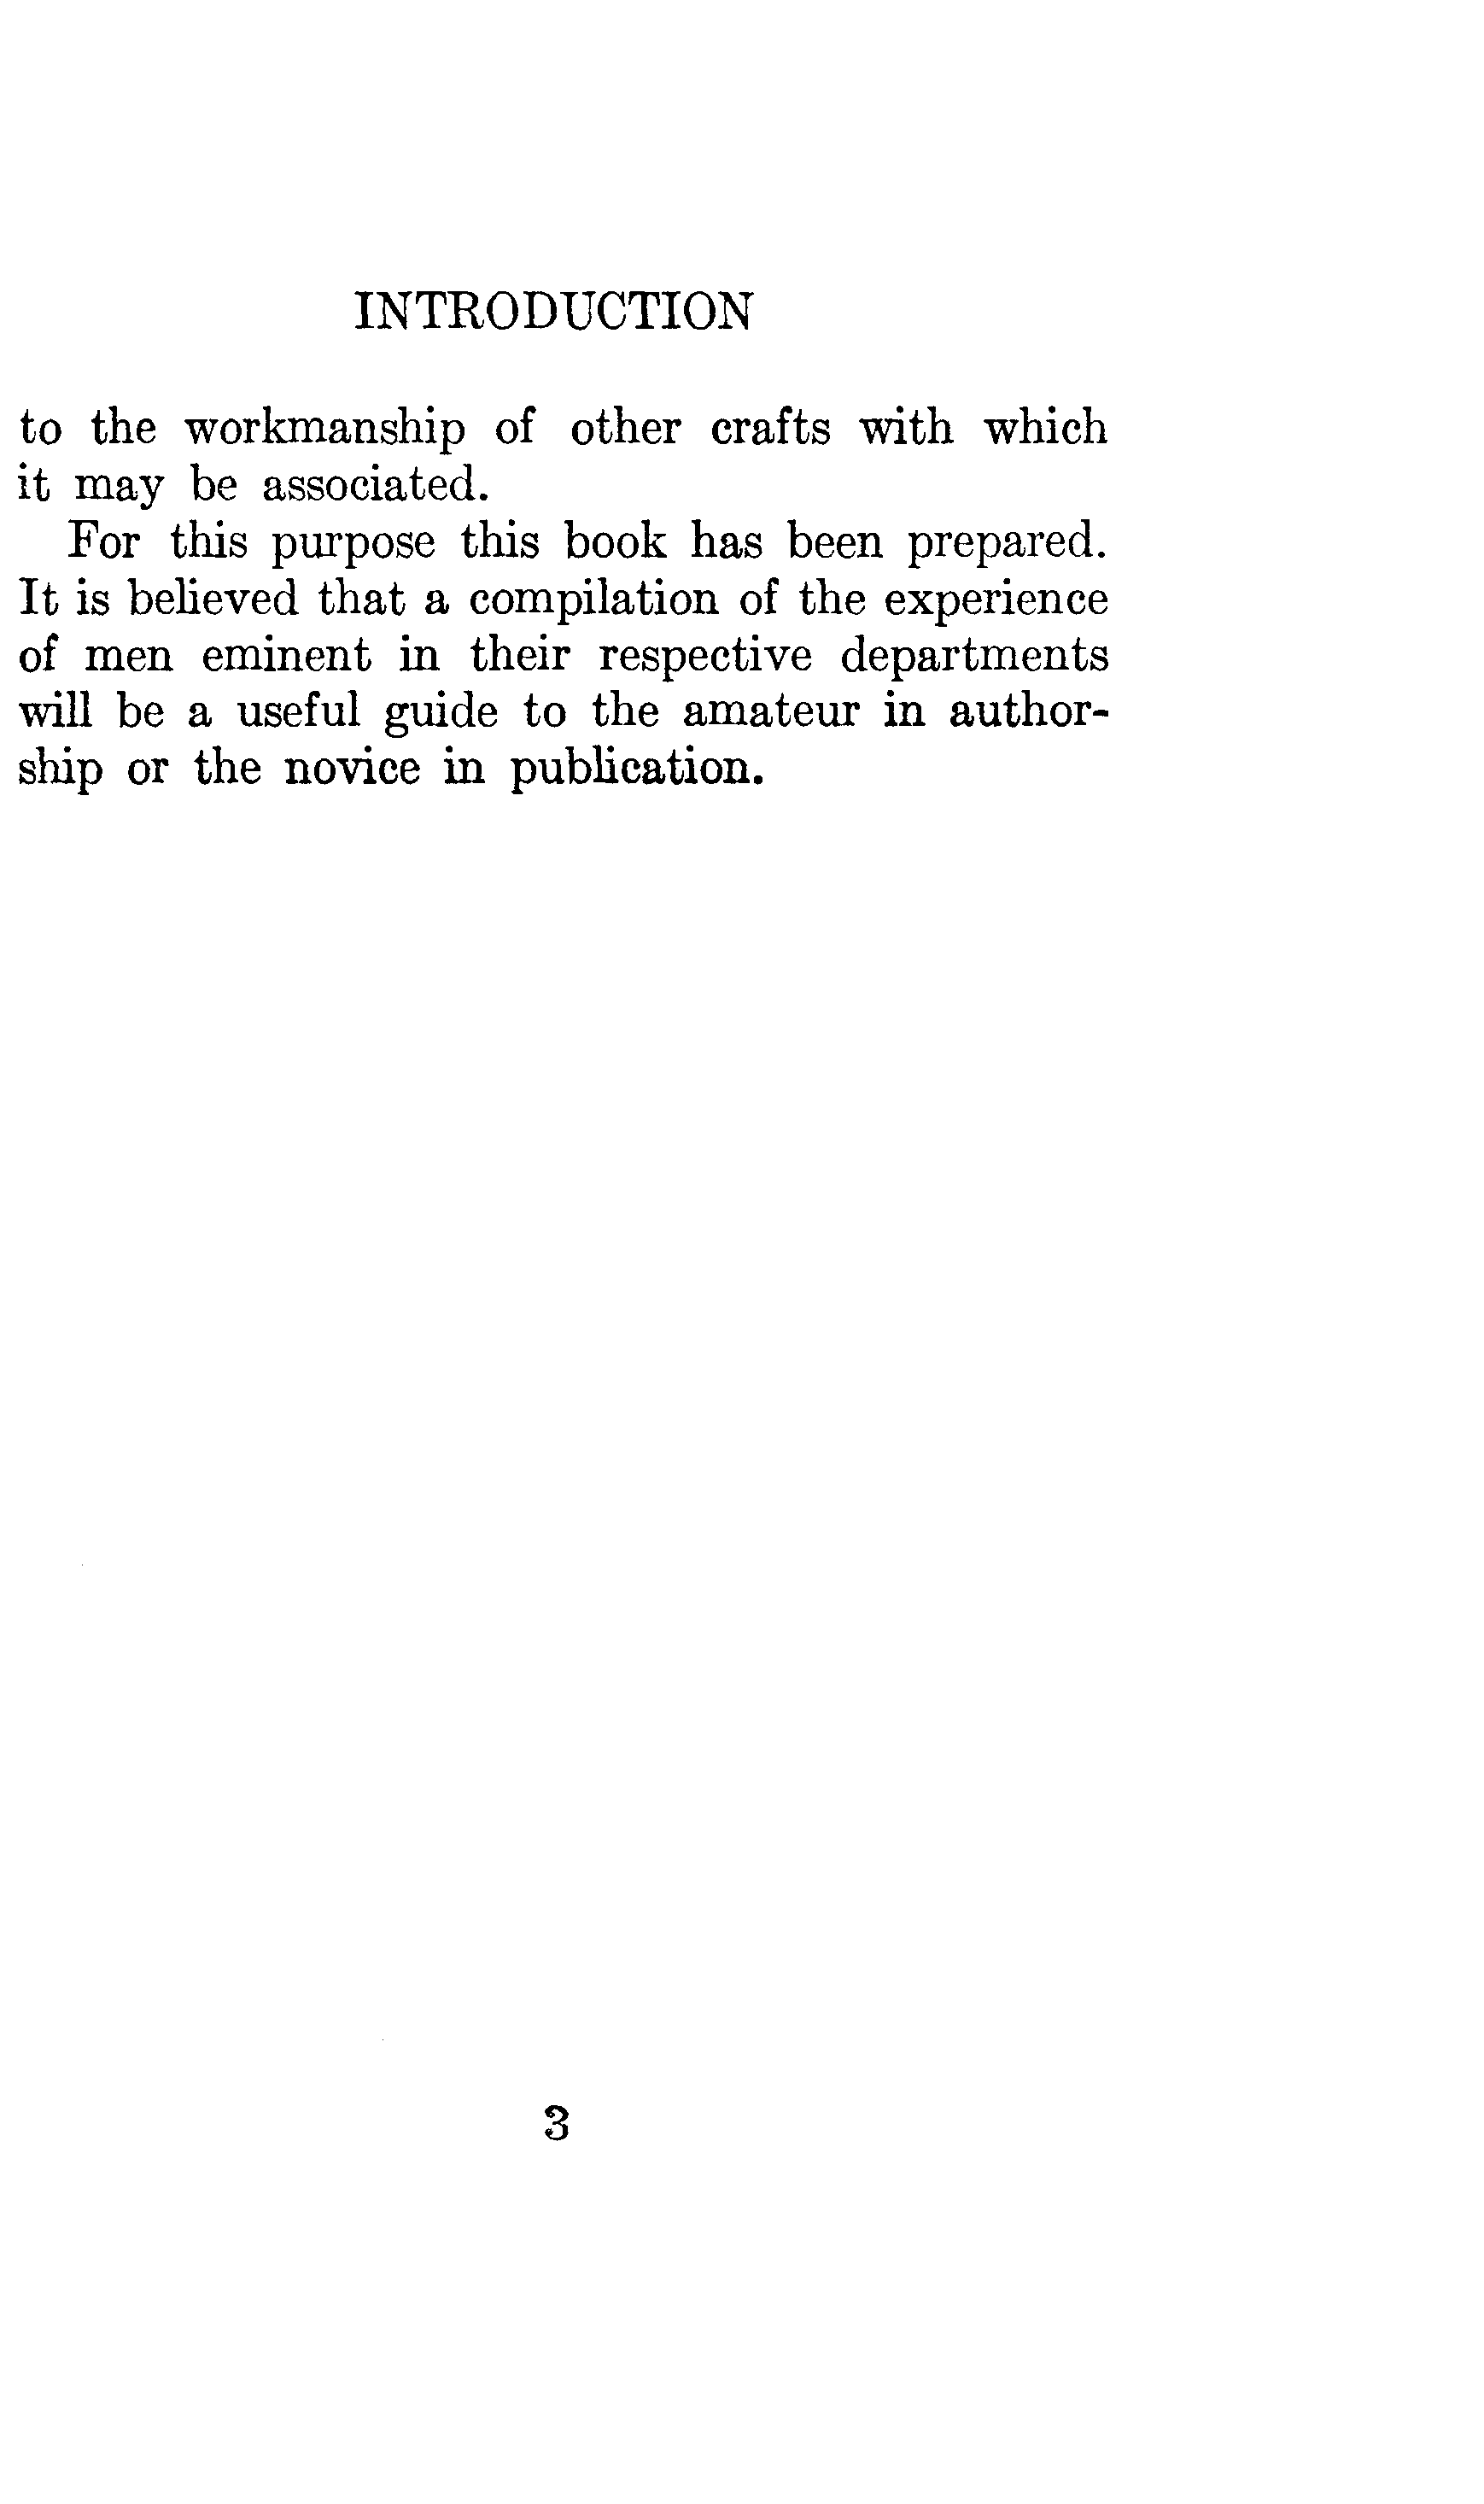 INTRODUCTION
to the workmanship of other crafts with which
it may be associated.
For this purpose this book has been prepared.
It is believed that a compilation of the experience
of men eminent in their respective departments
will be a useful guide to the amateur in author-
ship or the novice in publication.
3